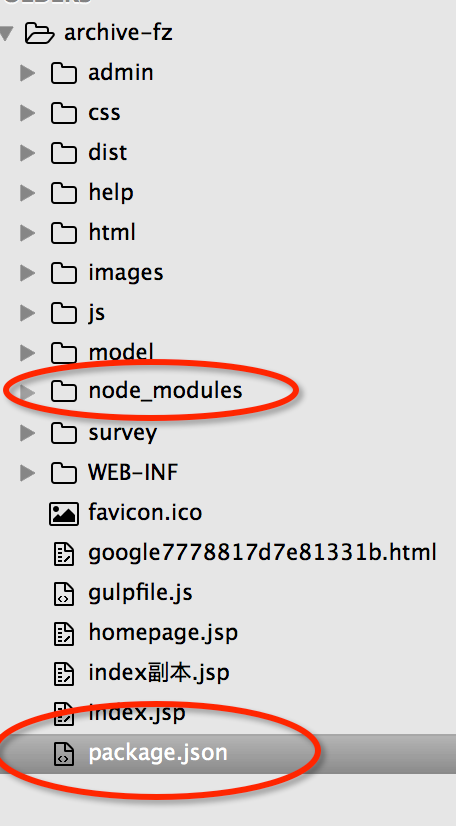 archive-fz
admin
css
dist
help
html
images
js
model
node_modules
survey
WEB-INF
favicon.ico
google7778817d7e81331b.html
gulpfile.js
homepage.jsp
index副本.jsp
index.jsp
package.json